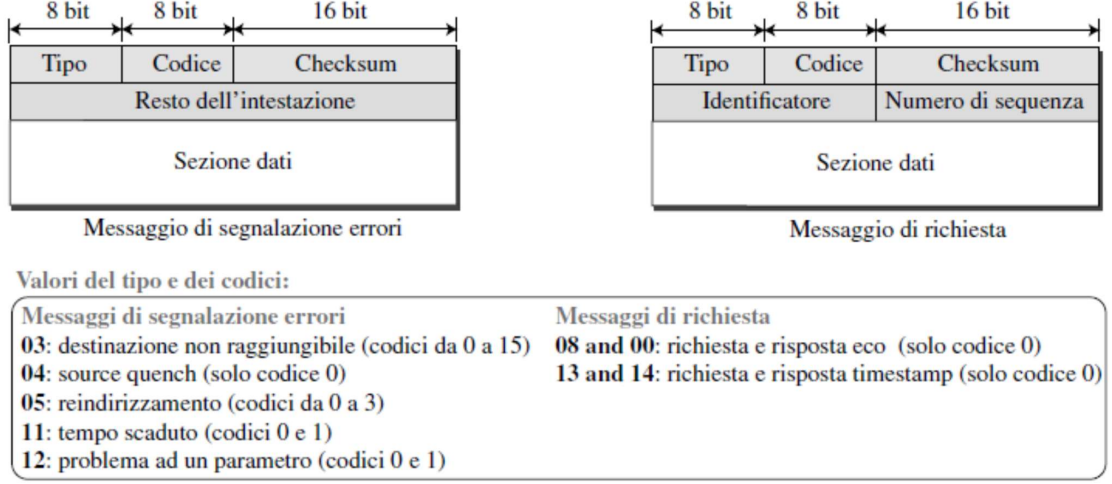 8 bit 8 bit 16 bit
Tipo Codice Checksum
Resto dell'intestazione
Sezione dati
Messaggio di segnalazione errori
8 bit 8 bit 16 bit
Tipo Codice Checksum
Identificatore Numero di sequenza
Sezione dati
Messaggio di richiesta
Valori del tipo e dei codici:
Messaggi di segnalazione errori
03: destinazione non raggiungibile (codici da 0 a 15)
04: source quench (solo codice 0)
05: reindirizzamento (codici da 0 a 3)
11: tempo scaduto (codici 0 e 1)
12: problema ad un parametro (codici 0 e 1)
Messaggi di richiesta
08 and 00: richiesta e risposta eco (solo codice 0)
13 and 14: richiesta e risposta timestamp (solo codice 0)